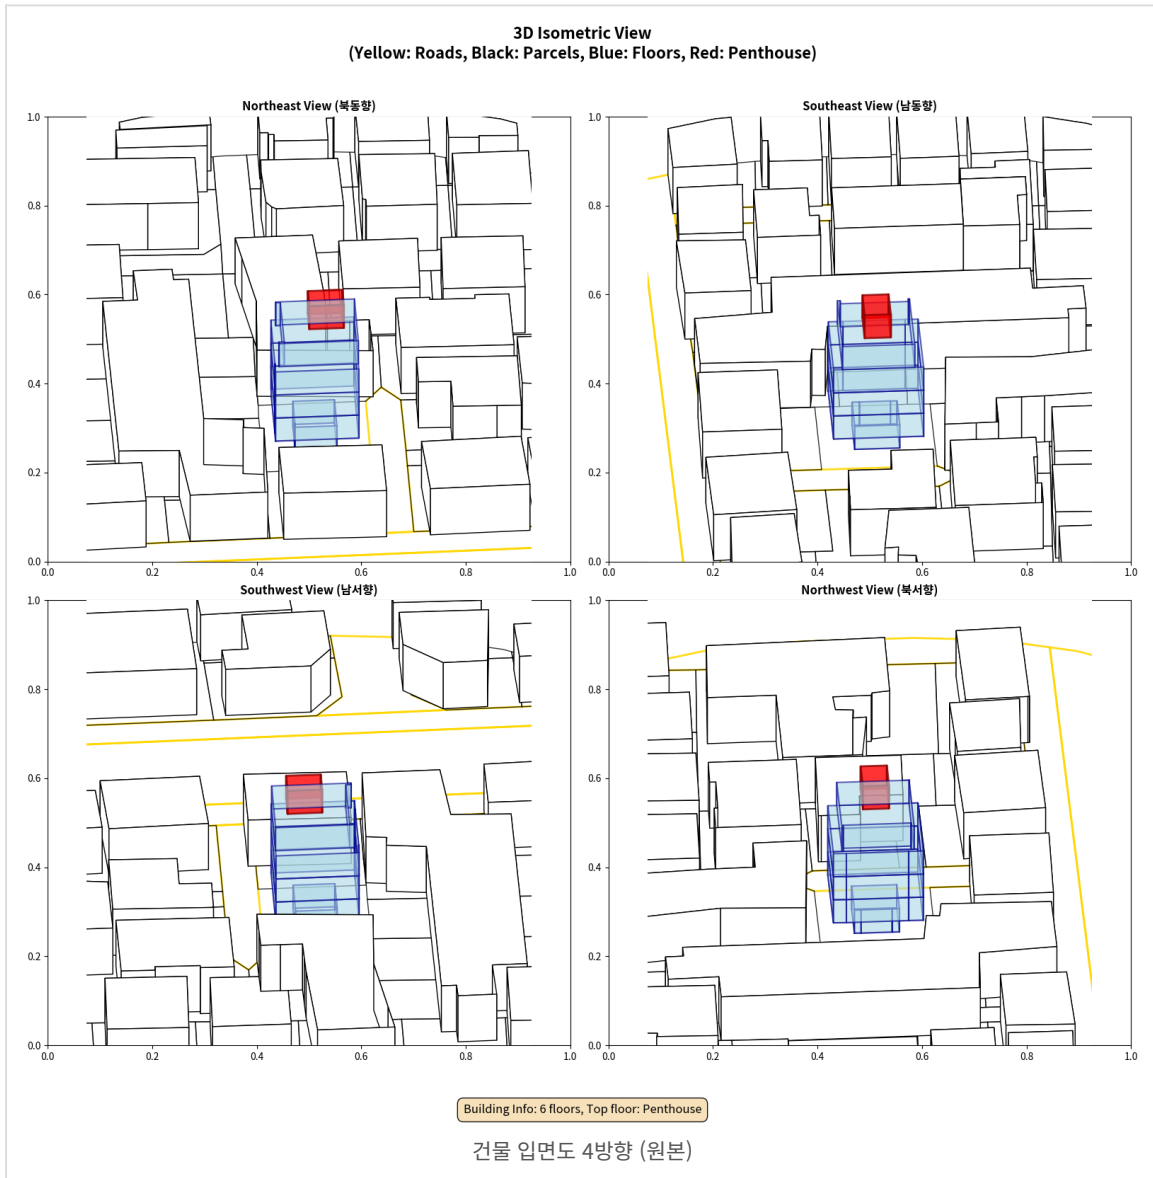 3D Isometric View
(Yellow: Roads, Black: Parcels, Blue: Floors, Red: Penthouse)
Northeast View (북동향)
1.0
0.8
0.6
0.4
0.2
0.0
0.0 0.2 0.4 0.6 0.8 1.0
Southeast View (남동향)
1.0
0.8
0.6
0.4
0.2
0.0
0.0 0.2 0.4 0.6 0.8 1.0
Southwest View (남서향)
1.0
0.8
0.6
0.4
0.2
0.0
0.0 0.2 0.4 0.6 0.8 1.0
Northwest View (북서향)
1.0
0.8
0.6
0.4
0.2
0.0
0.0 0.2 0.4 0.6 0.8 1.0
Building Info: 6 floors, Top floor: Penthouse
건물 입면도 4방향 (원본)